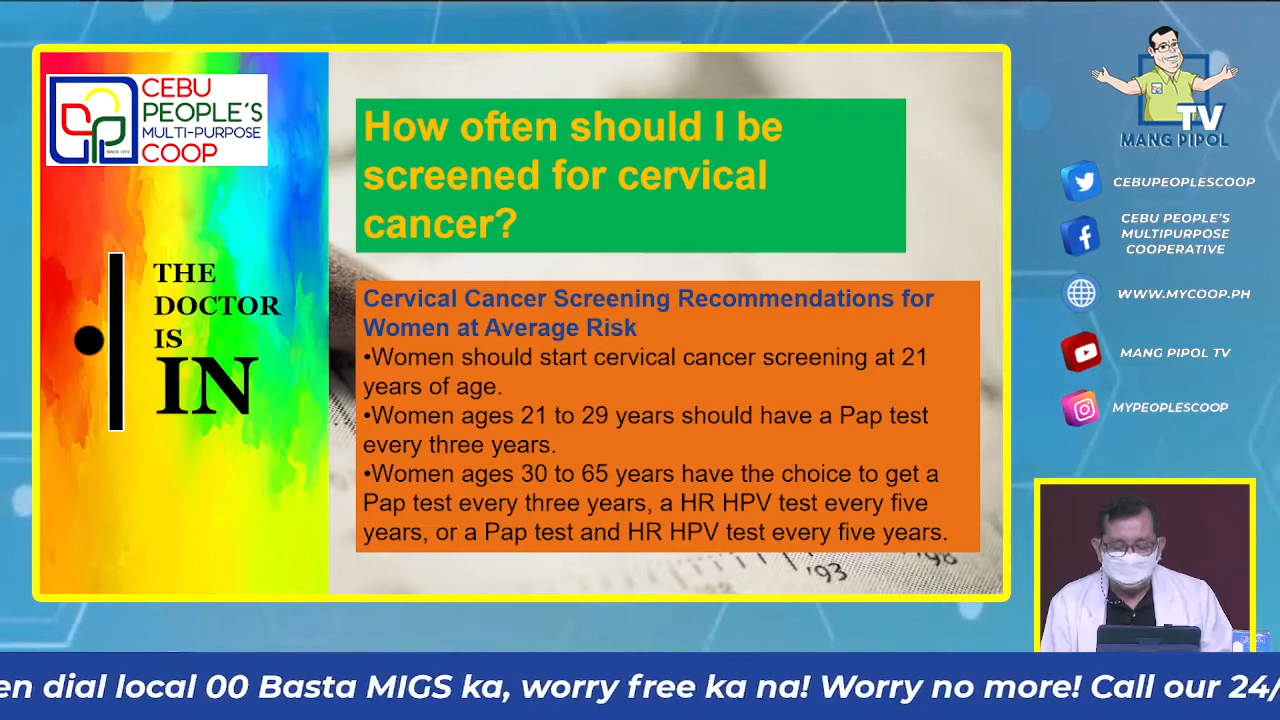 CEBU
PEOPLE'S
MULTI-PURPOSE
COOP
SINCE 1972
THE
DOCTOR
IS
IN
How often should I be
screened for cervical
cancer?
Cervical Cancer Screening Recommendations for
Women at Average Risk
•Women should start cervical cancer screening at 21
years of age.
•Women ages 21 to 29 years should have a Pap test
every three years.
•Women ages 30 to 65 years have the choice to get a
Pap test every three years, a HR HPV test every five
years, or a Pap test and HR HPV test every five years.
'93
'98
TV
MANG PIPOL
CEBUPEOPLESCOOP
CEBU PEOPLE'S
MULTIPURPOSE
COOPERATIVE
WWW.MYCOOP.PH
MANG PIPOL TV
MYPEOPLESCOOP
en dial local 00 Basta MIGS ka, worry free ka na! Worry no more! Call our 24/